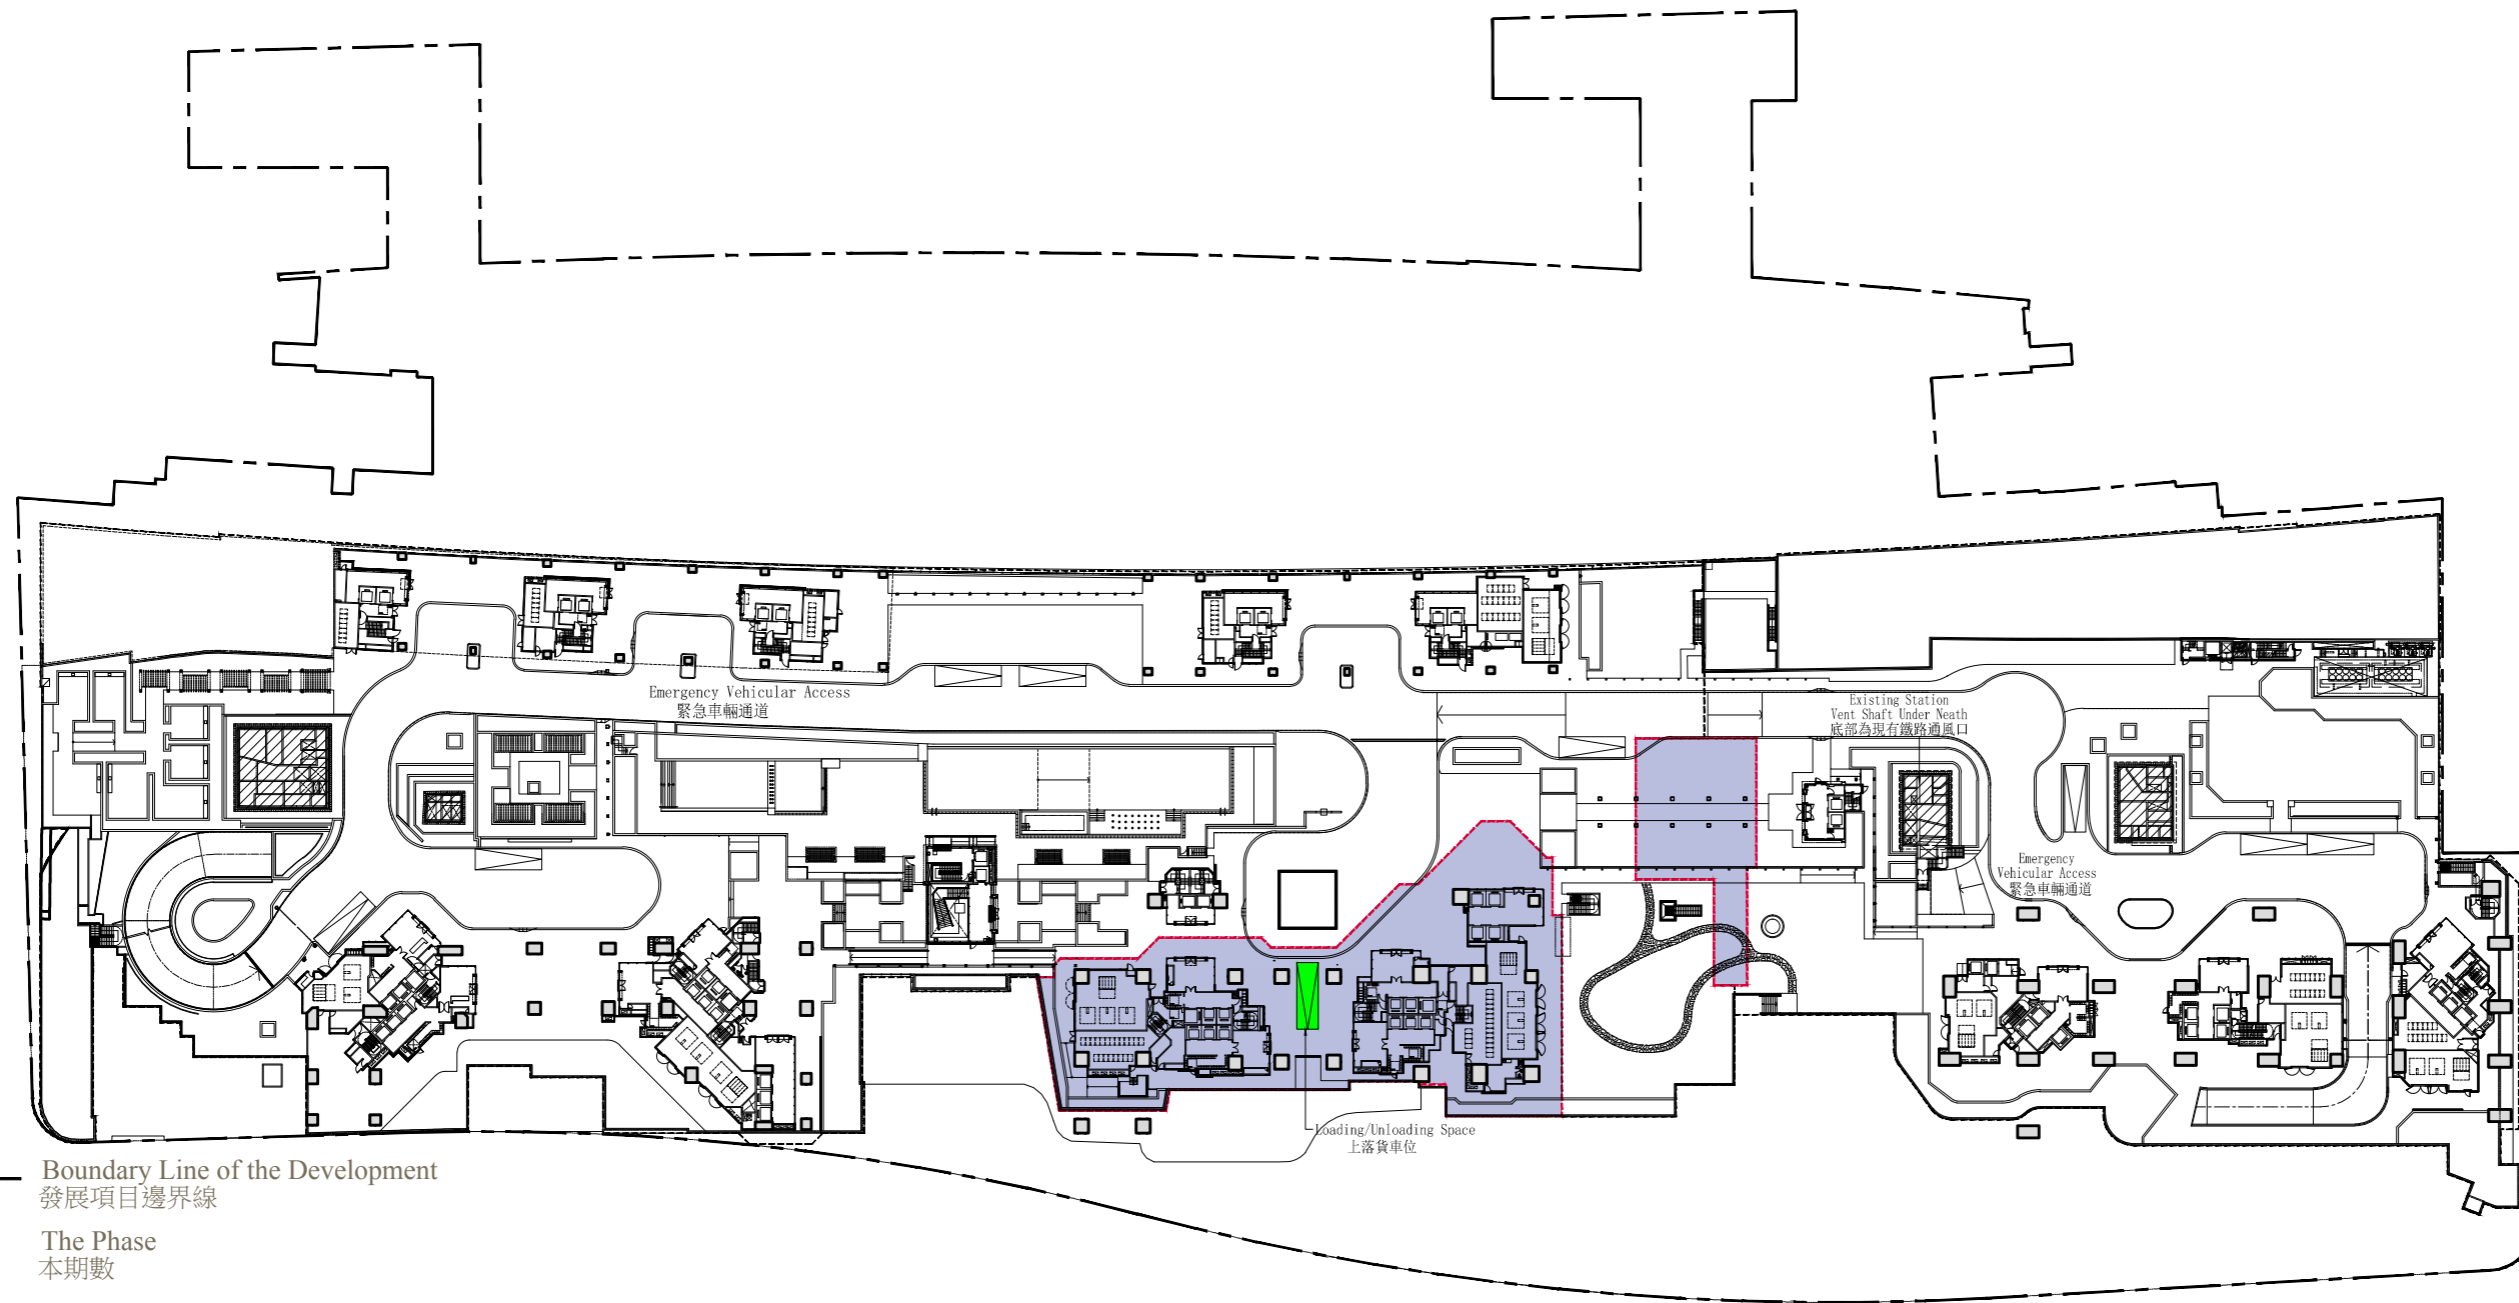 Emergency Vehicular Access
緊急車輛通道
Existing Station
Vent Shaft Under Neath
底部為現有鐵路通風口
Emergency
Vehicular Access
緊急車輛通道
Loading/Unloading Space
上落貨車位
Boundary Line of the Development
發展項目邊界線
The Phase
本期數